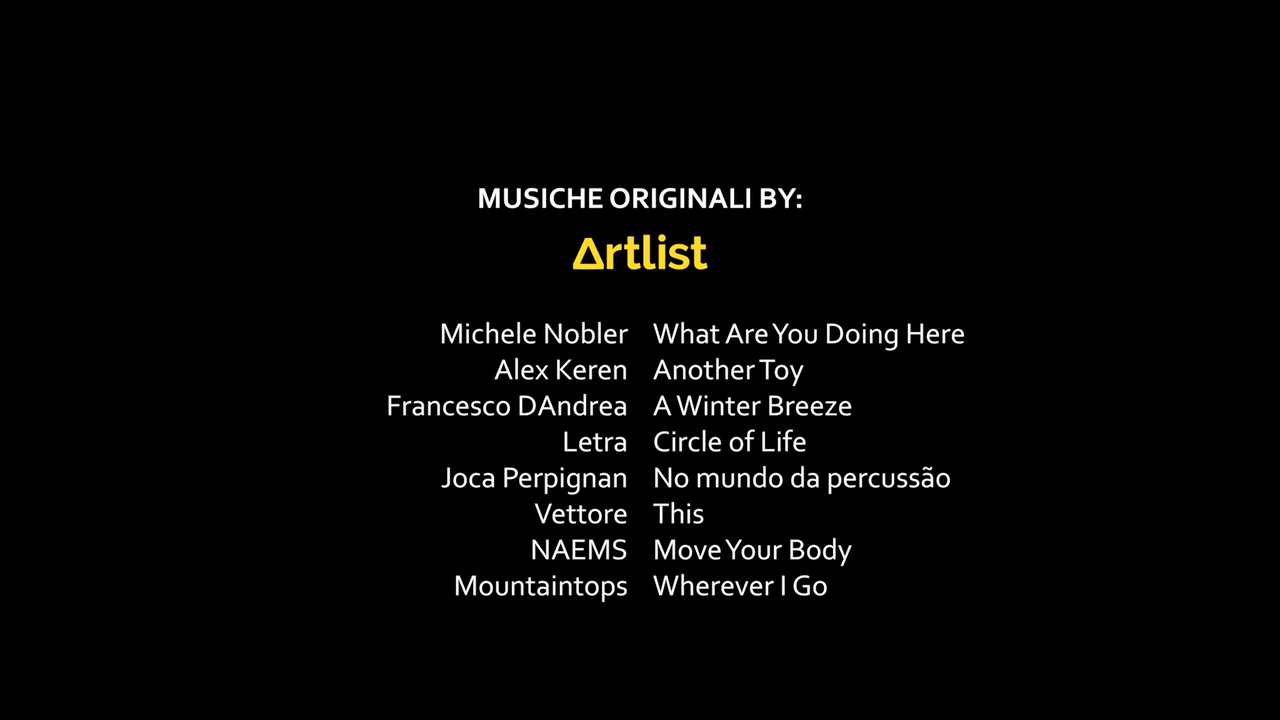 MUSICHE ORIGINALI BY:
Artlist
Michele Nobler What Are You Doing Here
Alex Keren Another Toy
Francesco DAndrea A Winter Breeze
Letra Circle of Life
Joca Perpignan No mundo da percussão
Vettore This
NAEMS Move Your Body
Mountaintops Wherever I Go